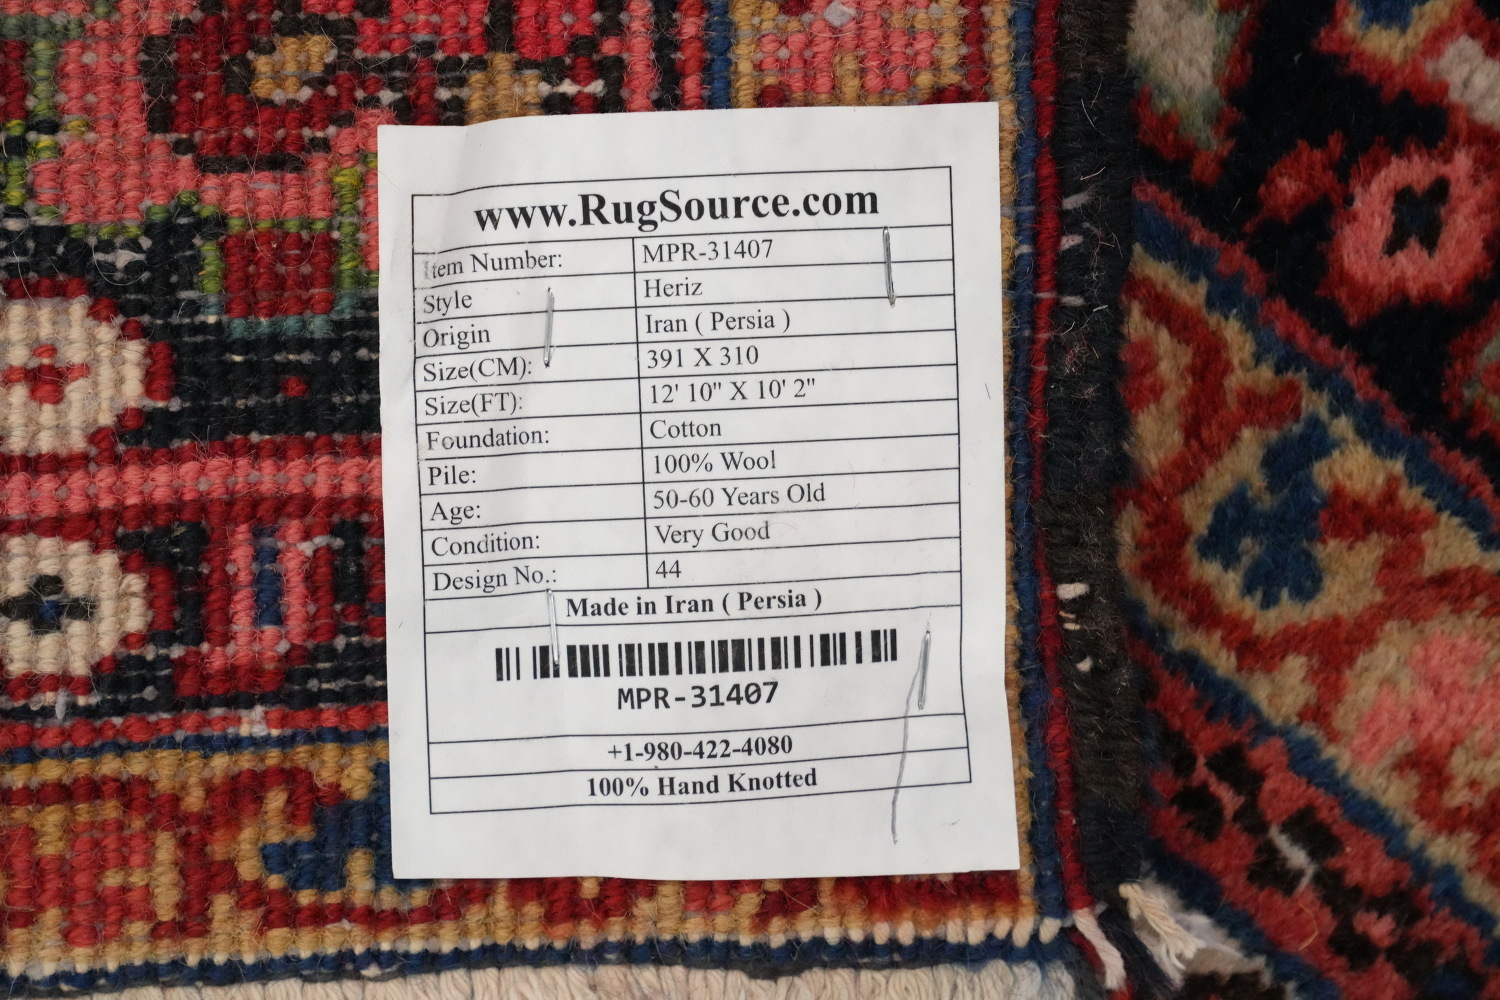 www.RugSource.com
Item Number: MPR-31407
Style Heriz
Origin Iran ( Persia )
Size(CM): 391 X 310
Size(FT): 12' 10" X 10' 2"
Foundation: Cotton
Pile: 100% Wool
Age: 50-60 Years Old
Condition: Very Good
Design No.: 44
Made in Iran ( Persia )
MPR-31407
+1-980-422-4080
100% Hand Knotted